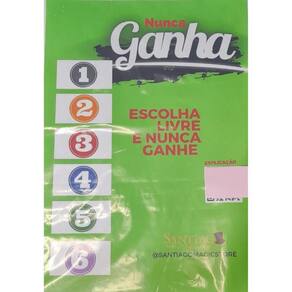 Nunca
Ganha
1
2
3
4
5
6
ESCOLHA
LIVRE
E NUNCA
GANHE
EXPLICAÇÃO
@SANTIAGOMAGICSTORE